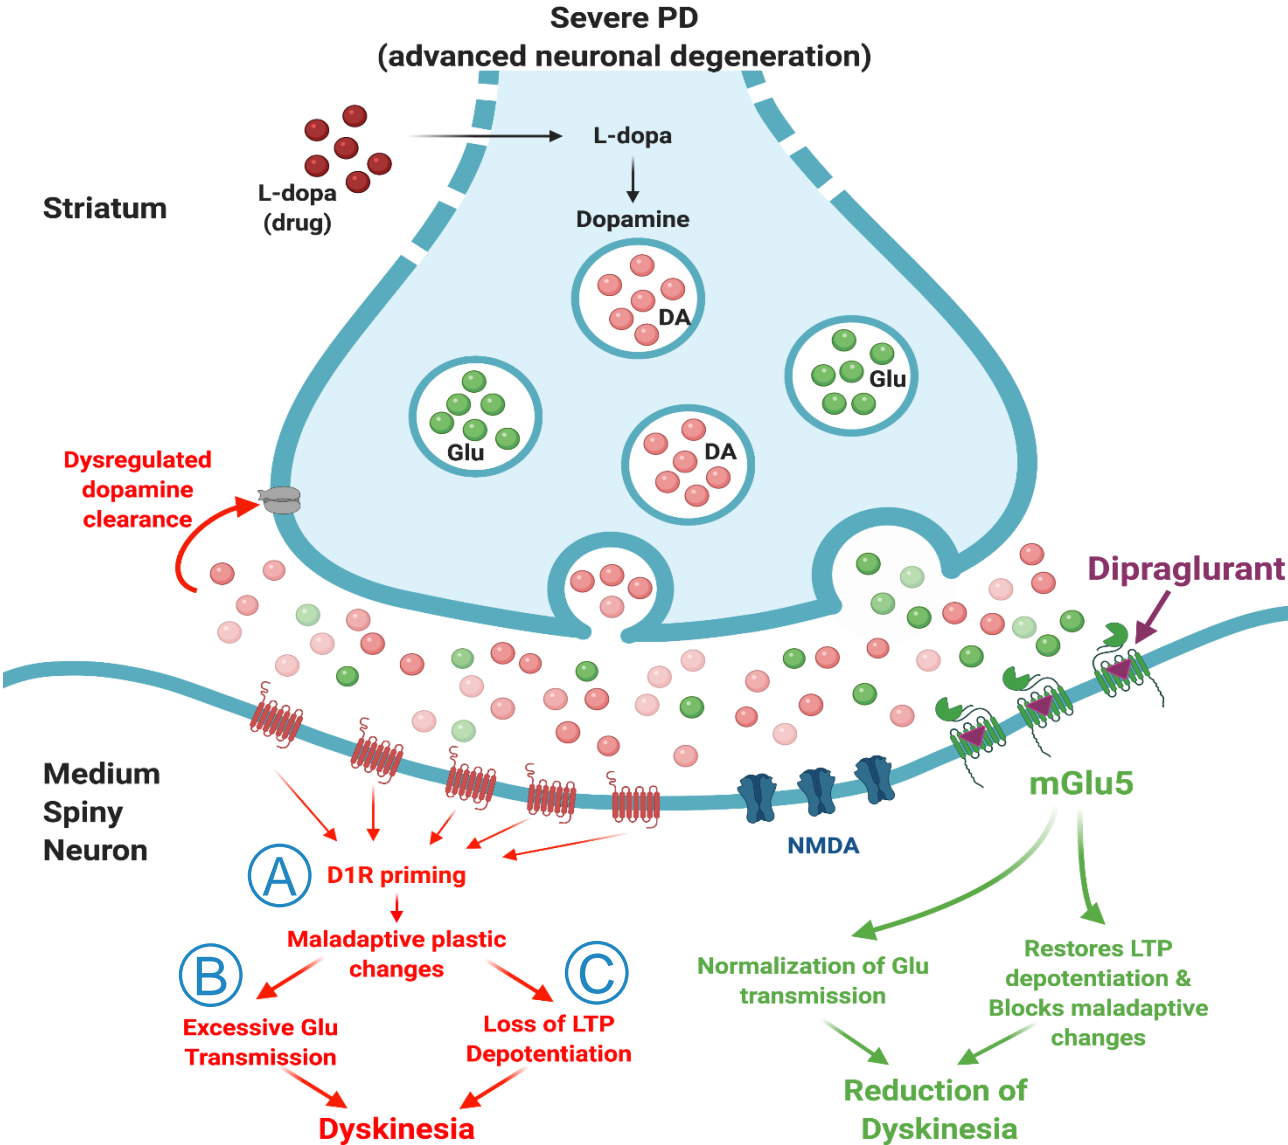 Severe PD
(advanced neuronal degeneration)
L-dopa
(drug)
L-dopa
Dopamine
Striatum
DA
Glu
Glu
DA
Dysregulated
dopamine
clearance
Dipraglurant
Medium
Spiny
Neuron
mGlu5
NMDA
A
D1R priming
Maladaptive plastic
changes
B
C
Excessive Glu
Transmission
Loss of LTP
Depotentiation
Dyskinesia
Normalization of Glu
transmission
Restores LTP
depotentiation &
Blocks maladaptive
changes
Reduction of
Dyskinesia